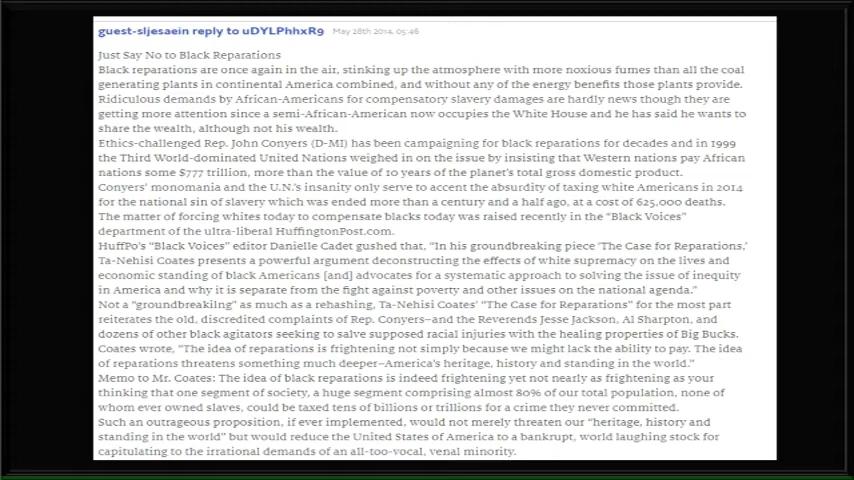 guest-sljesaein reply to uDYLPhhxR9 May 28th 2014, 05:46
Just Say No to Black Reparations
Black reparations are once again in the air, stinking up the atmosphere with more noxious fumes than all the coal
generating plants in continental America combined, and without any of the energy benefits those plants provide.
Ridiculous demands by African-Americans for compensatory slavery damages are hardly news though they are
getting more attention since a semi-African-American now occupies the White House and he has said he wants to
share the wealth, although not his wealth.
Ethics-challenged Rep. John Conyers (D-MI) has been campaigning for black reparations for decades and in 1999
the Third World-dominated United Nations weighed in on the issue by insisting that Western nations pay African
nations some $777 trillion, more than the value of 10 years of the planet's total gross domestic product.
Conyers' monomania and the U.N.'s insanity only serve to accent the absurdity of taxing white Americans in 2014
for the national sin of slavery which was ended more than a century and a half ago, at a cost of 625,000 deaths.
The matter of forcing whites today to compensate blacks today was raised recently in the "Black Voices"
department of the ultra-liberal HuffingtonPost.com.
HuffPo's "Black Voices" editor Danielle Cadet gushed that, "In his groundbreaking piece 'The Case for Reparations,'
Ta-Nehisi Coates presents a powerful argument deconstructing the effects of white supremacy on the lives and
economic standing of black Americans [and] advocates for a systematic approach to solving the issue of inequity
in America and why it is separate from the fight against poverty and other issues on the national agenda."
Not a "groundbreakilng" as much as a rehashing, Ta-Nehisi Coates' "The Case for Reparations" for the most part
reiterates the old, discredited complaints of Rep. Conyers–and the Reverends Jesse Jackson, Al Sharpton, and
dozens of other black agitators seeking to salve supposed racial injuries with the healing properties of Big Bucks.
Coates wrote, "The idea of reparations is frightening not simply because we might lack the ability to pay. The idea
of reparations threatens something much deeper–America's heritage, history and standing in the world."
Memo to Mr. Coates: The idea of black reparations is indeed frightening yet not nearly as frightening as your
thinking that one segment of society, a huge segment comprising almost 80% of our total population, none of
whom ever owned slaves, could be taxed tens of billions or trillions for a crime they never committed.
Such an outrageous proposition, if ever implemented, would not merely threaten our "heritage, history and
standing in the world" but would reduce the United States of America to a bankrupt, world laughing stock for
capitulating to the irrational demands of an all-too-vocal, venal minority.